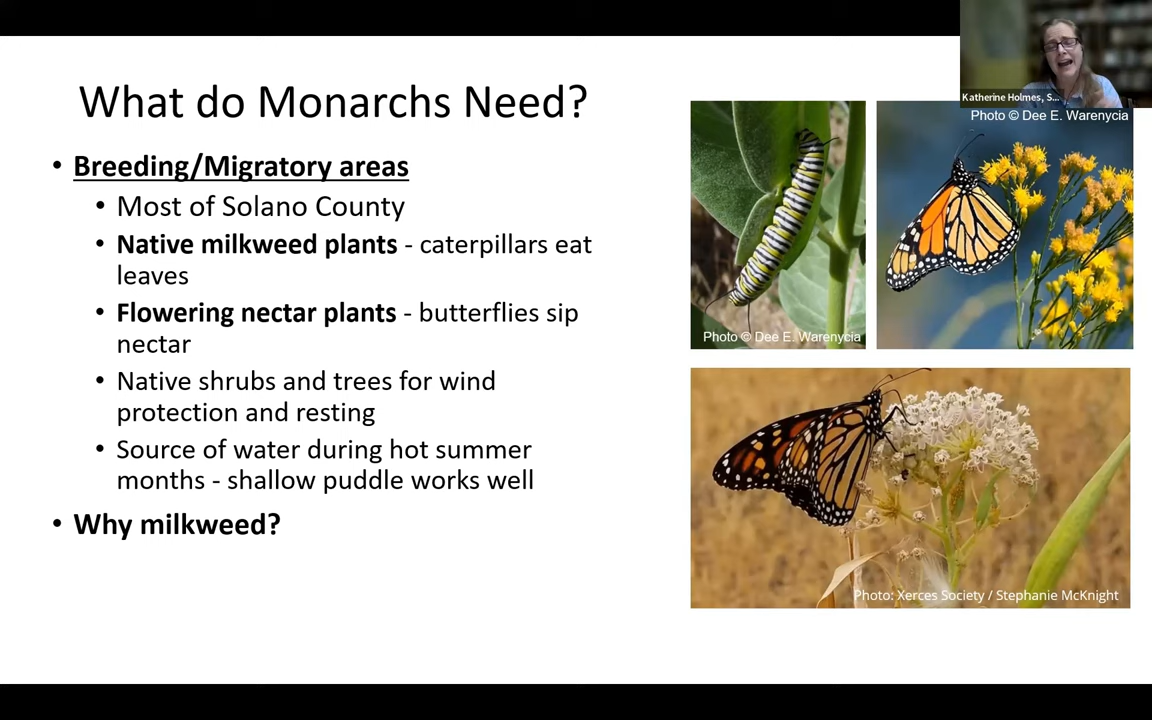 What do Monarchs Need?
• Breeding/Migratory areas
• Most of Solano County
• Native milkweed plants - caterpillars eat
leaves
• Flowering nectar plants - butterflies sip
nectar
• Native shrubs and trees for wind
protection and resting
• Source of water during hot summer
months - shallow puddle works well
• Why milkweed?
Katherine Holmes, S...
Photo © Dee E. Warenycia
Photo © Dee E. Warenycia
Photo: Xerces Society / Stephanie McKnight